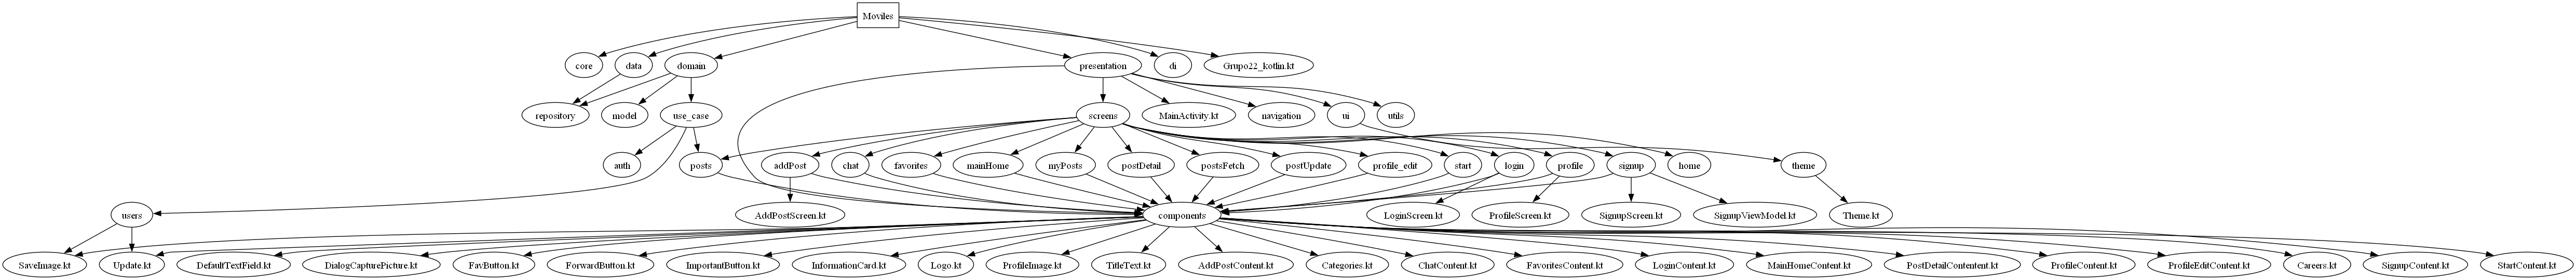 Moviles
core
data
domain
presentation
di
Grupo22_kotlin.kt
repository
model
use_case
screens
MainActivity.kt
navigation
ui
utils
auth
posts
addPost
chat
favorites
mainHome
myPosts
postDetail
postsFetch
postUpdate
profile_edit
start
login
profile
signup
home
theme
users
AddPostScreen.kt
components
LoginScreen.kt
ProfileScreen.kt
SignupScreen.kt
SignupViewModel.kt
Theme.kt
SaveImage.kt
Update.kt
DefaultTextField.kt
DialogCapturePicture.kt
FavButton.kt
ForwardButton.kt
ImportantButton.kt
InformationCard.kt
Logo.kt
ProfileImage.kt
TitleText.kt
AddPostContent.kt
Categories.kt
ChatContent.kt
FavoritesContent.kt
LoginContent.kt
MainHomeContent.kt
PostDetailContentent.kt
ProfileContent.kt
ProfileEditContent.kt
Careers.kt
SignupContent.kt
StartContent.kt